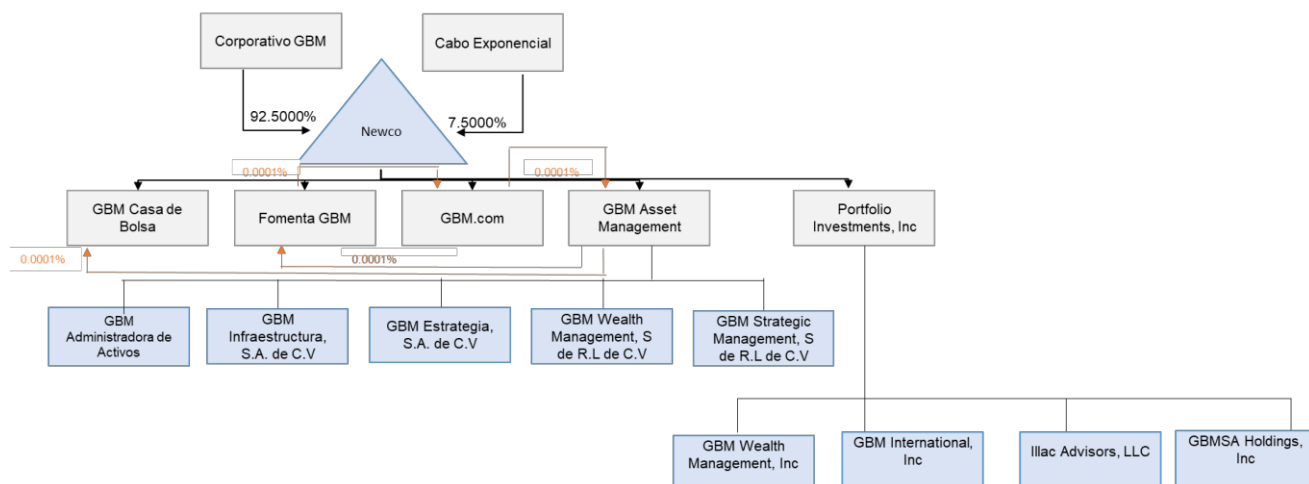 Corporativo GBM
Cabo Exponencial
92.5000%
7.5000%
Newco
0.0001%
0.0001%
GBM Casa de
Bolsa
Fomenta GBM
GBM.com
GBM Asset
Management
Portfolio
Investments, Inc
0.0001%
0.0001%
GBM
Administradora de
Activos
GBM
Infraestructura,
S.A. de C.V
GBM Estrategia,
S.A. de C.V
GBM Wealth
Management, S
de R.L de C.V
GBM Strategic
Management, S
de R.L de C.V
GBM Wealth
Management, Inc
GBM International,
Inc
Illac Advisors, LLC
GBMSA Holdings,
Inc